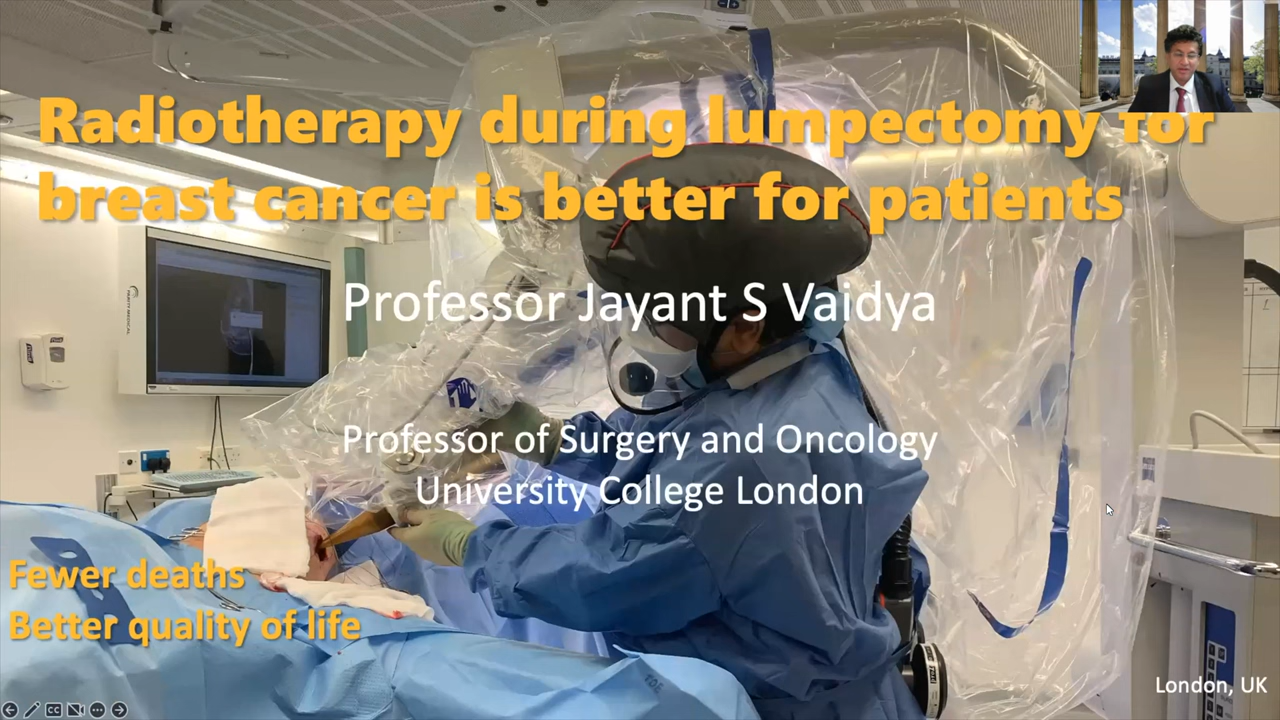 Radiotherapy during lumpectomy for
breast cancer is better for patients
Professor Jayant S Vaidya
Professor of Surgery and Oncology
University College London
Fewer deaths
Better quality of life
London, UK
CC